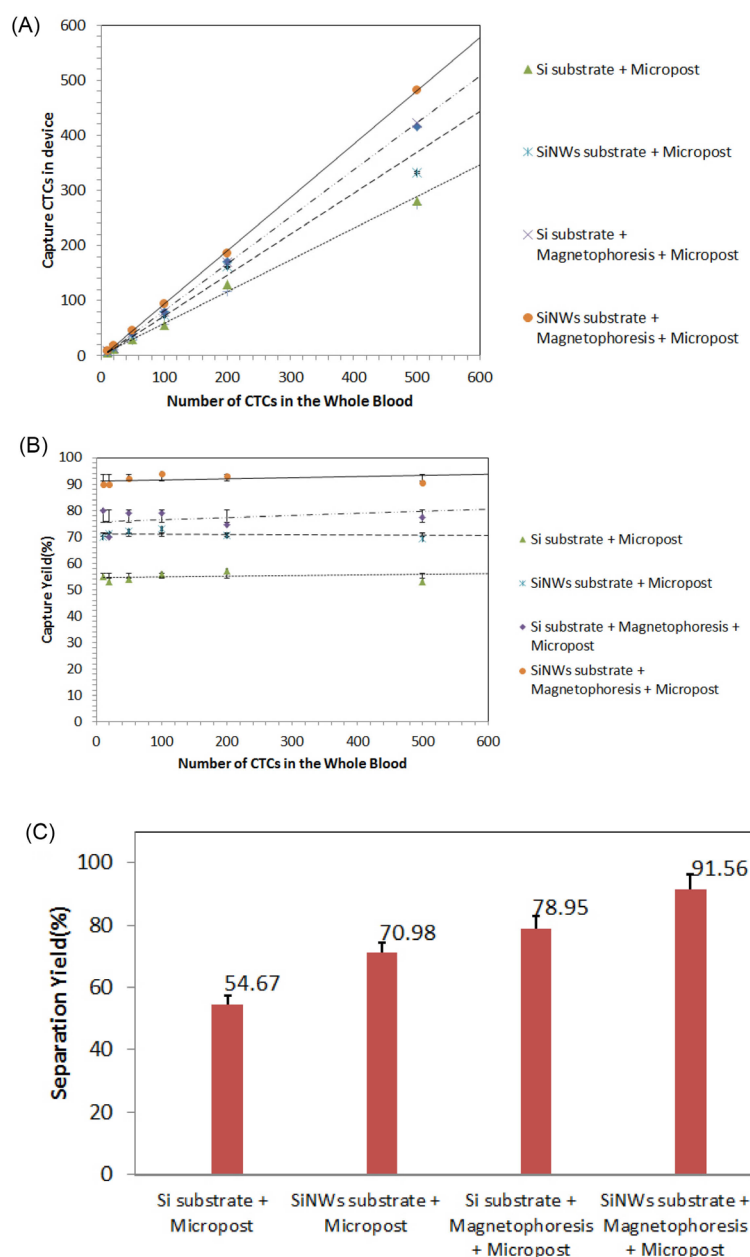 (A)
600
500
400
300
200
100
0
Capture CTCs in device
0 100 200 300 400 500 600
Number of CTCs in the Whole Blood
Si substrate + Micropost
SiNWs substrate + Micropost
Si substrate +
Magnetophoresis + Micropost
SiNWs substrate +
Magnetophoresis + Micropost
(B)
100
90
80
70
60
50
40
30
20
10
0
Capture Yeild(%)
0 100 200 300 400 500 600
Number of CTCs in the Whole Blood
Si substrate + Micropost
SiNWs substrate + Micropost
Si substrate + Magnetophoresis +
Micropost
SiNWs substrate +
Magnetophoresis + Micropost
(C)
100
80
60
40
20
0
Separation Yield(%)
54.67
70.98
78.95
91.56
Si substrate +
Micropost
SiNWs substrate +
Micropost
Si substrate +
Magnetophoresis
+ Micropost
SiNWs substrate +
Magnetophoresis
+ Micropost